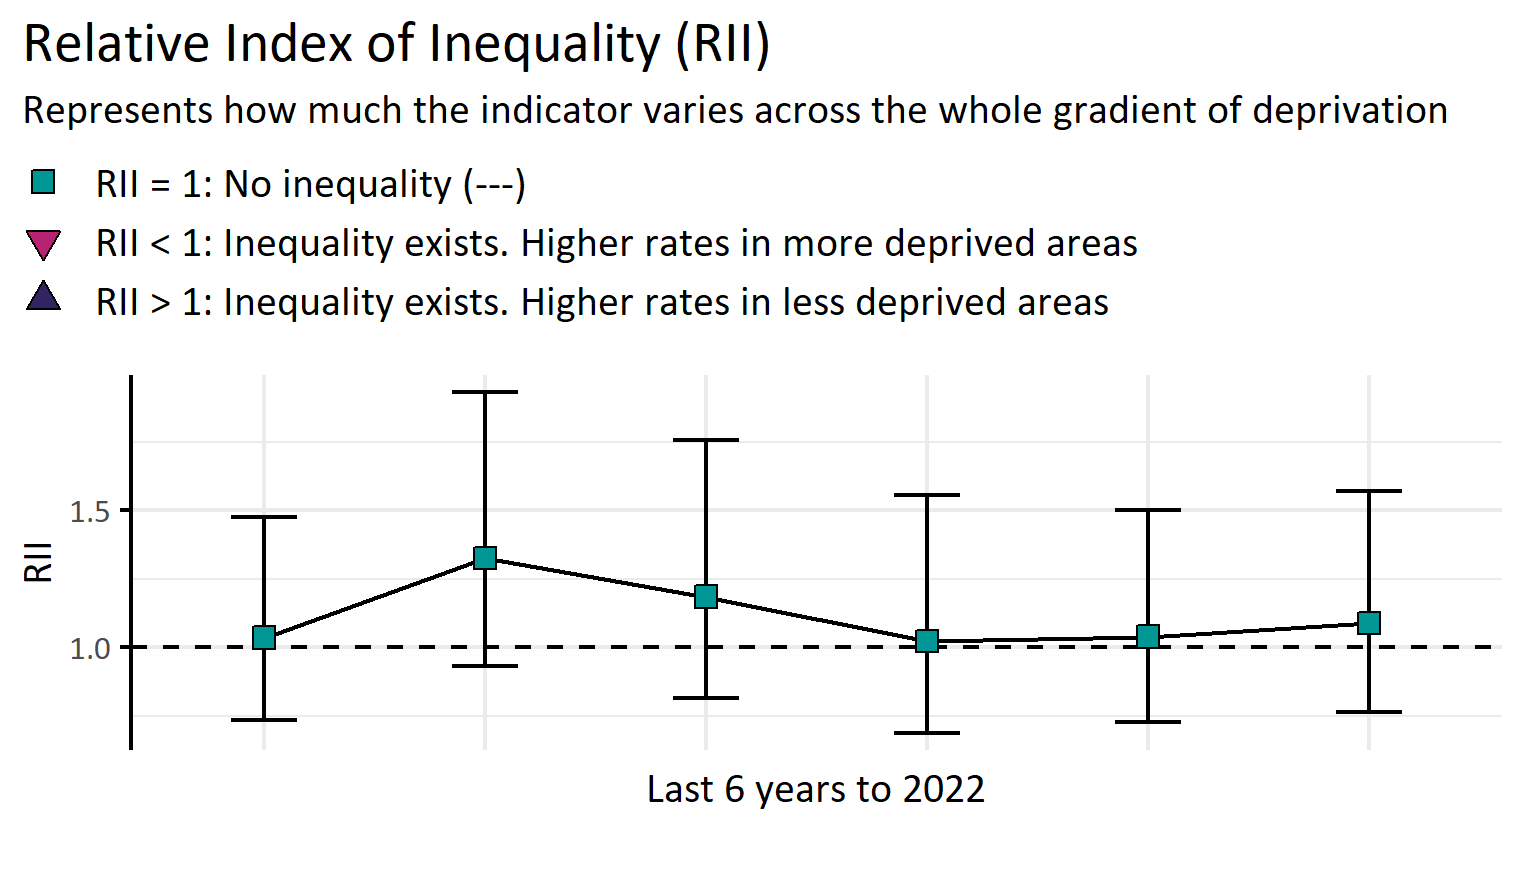 Relative Index of Inequality (RII)
Represents how much the indicator varies across the whole gradient of deprivation
RII = 1: No inequality (---)
RII < 1: Inequality exists. Higher rates in more deprived areas
RII > 1: Inequality exists. Higher rates in less deprived areas
1.5
RII
1.0
Last 6 years to 2022